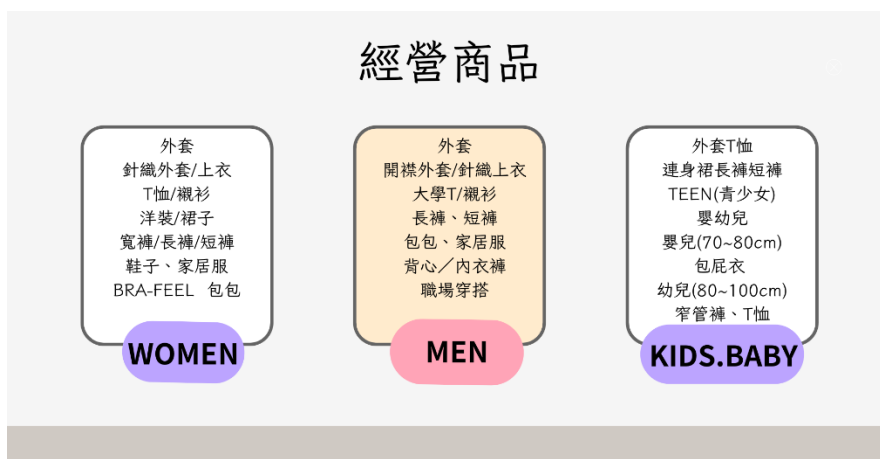 經營商品
外套
針織外套/上衣
T恤/襯衫
洋裝/裙子
寬褲/長褲/短褲
鞋子、家居服
BRA-FEEL 包包
WOMEN
外套
開襟外套/針織上衣
大學T/襯衫
長褲、短褲
包包、家居服
背心／內衣褲
職場穿搭
MEN
外套T恤
連身裙長褲短褲
TEEN(青少女)
嬰幼兒
嬰兒(70~80cm)
包屁衣
幼兒(80~100cm)
窄管褲、T恤
KIDS.BABY